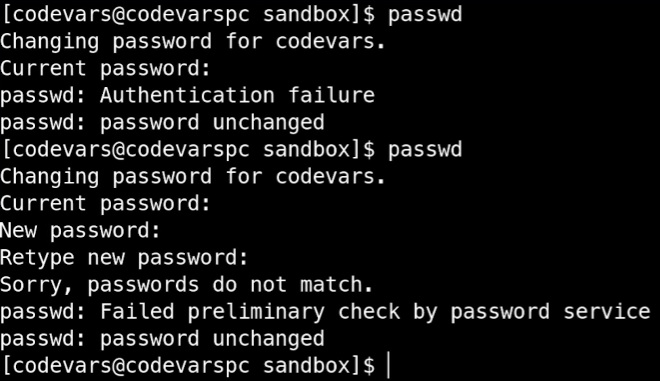 [codevars@codevarspc sandbox]$ passwd
Changing password for codevars.
Current password:
passwd: Authentication failure
passwd: password unchanged
[codevars@codevarspc sandbox]$ passwd
Changing password for codevars.
Current password:
New password:
Retype new password:
Sorry, passwords do not match.
passwd: Failed preliminary check by password service
passwd: password unchanged
[codevars@codevarspc sandbox]$